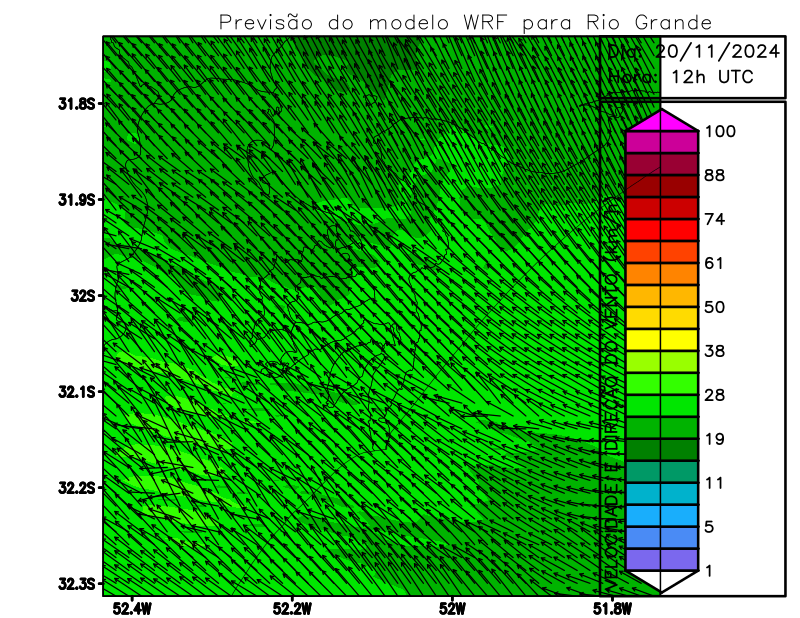 Previsão do modelo WRF para Rio Grande
Dia: 20/11/2024
Hora: 12h UTC
31.8S
31.9S
32S
32.1S
32.2S
32.3S
52.4W
52.2W
52W
51.8W
VELOCIDADE E DIREÇÃO DO VENTO (km/h)
100
88
74
61
50
38
28
19
11
5
1